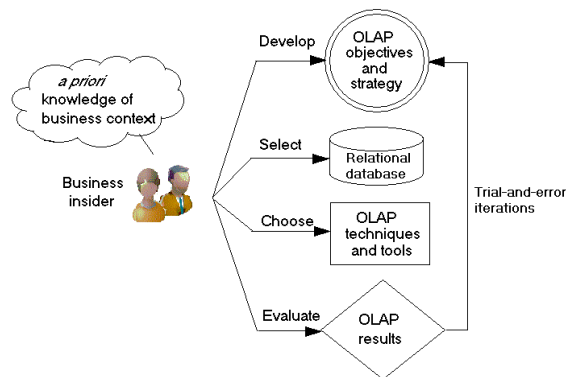 a priori
knowledge of
business context
Business
insider
Develop
OLAP
objectives
and
strategy
Select
Relational
database
Choose
OLAP
techniques
and tools
Evaluate
OLAP
results
Trial-and-error
iterations